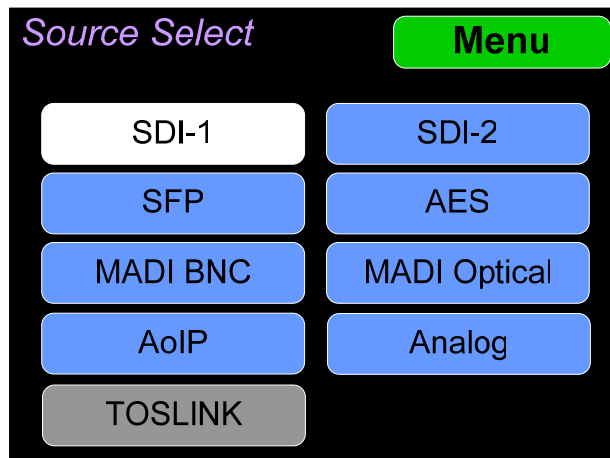 Source Select
Menu
SDI-1
SDI-2
SFP
AES
MADI BNC
MADI Optical
AoIP
Analog
TOSLINK